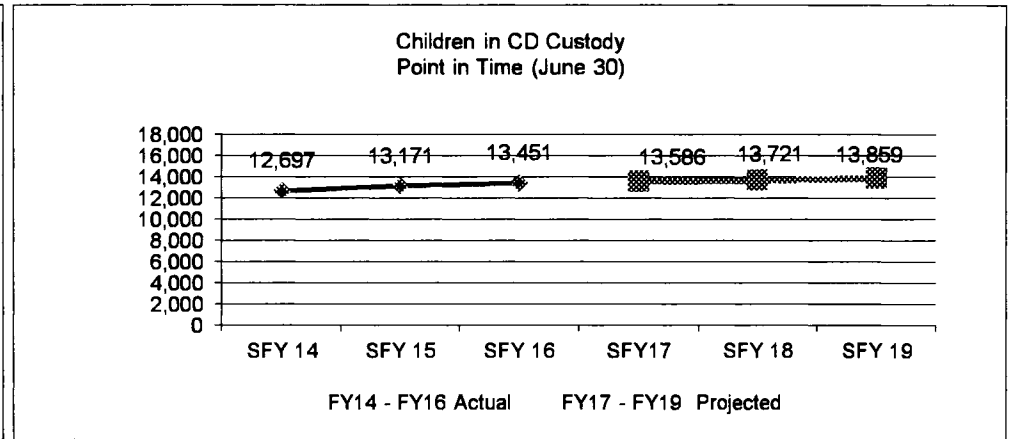 Children in CD Custody
Point in Time (June 30)
18,000
16,000
14,000
12,000
10,000
8,000
6,000
4,000
2,000
0
12,697
13,171
13,451
13,586
13,721
13,859
SFY 14
SFY 15
SFY 16
SFY17
SFY 18
SFY 19
FY14 - FY16 Actual
FY17 - FY19 Projected